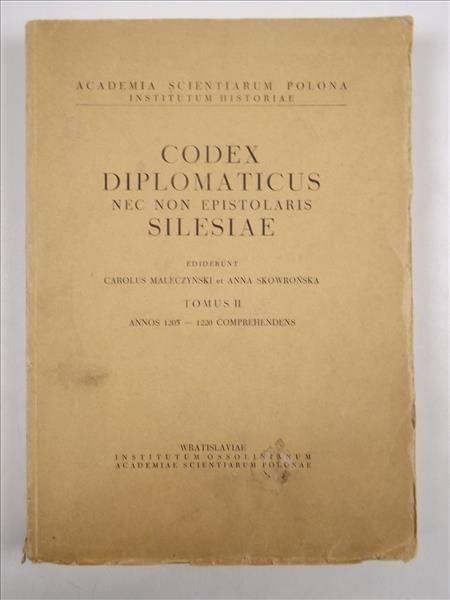 ACADEMIA SCIENTIARUM POLONA
INSTITUTUM HISTORIAE
CODEX
DIPLOMATICUS
NEC NON EPISTOLARIS
SILESIAE
EDIDERUNT
CAROLUS MALECZYŃSKI et ANNA SKOWROŃSKA
TOMUS II
ANNOS 1205 — 1220 COMPREHENDENS
WRATISLAVIAE
INSTITUTUM OSSOLINIANUM
ACADEMIAE SCIENTIARUM POLONAE